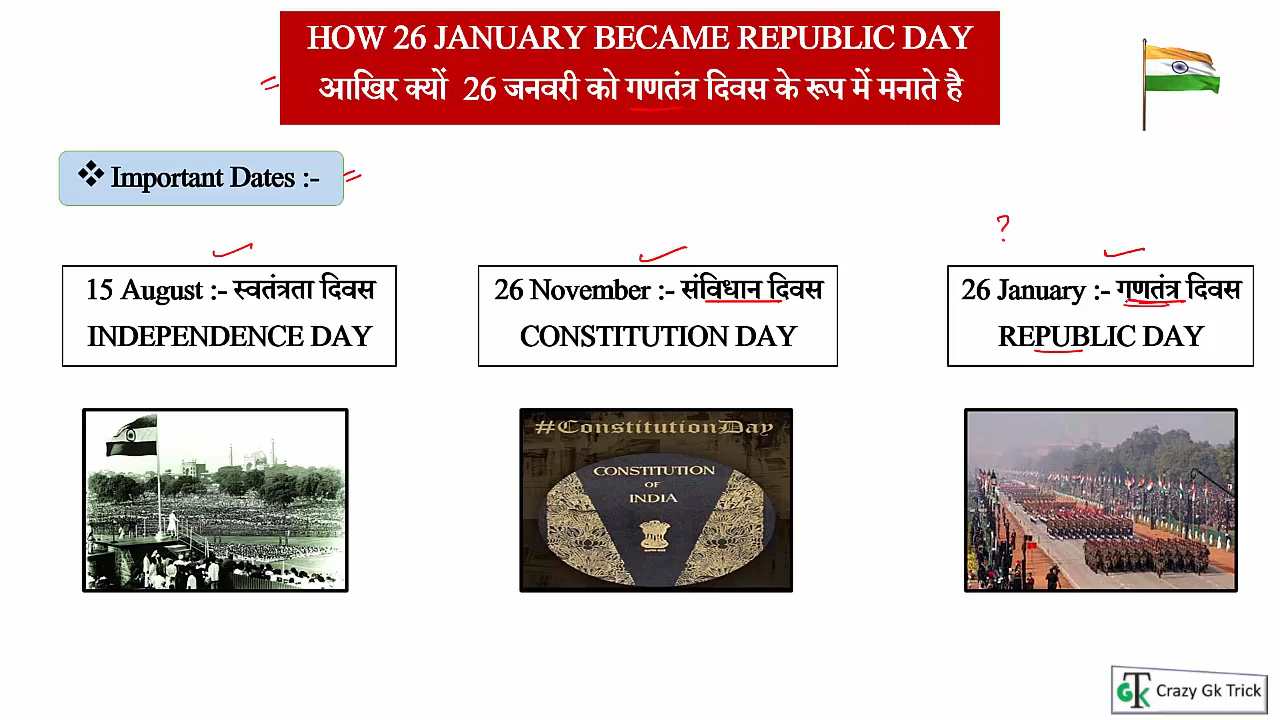 HOW 26 JANUARY BECAME REPUBLIC DAY
आखिर क्यों 26 जनवरी को गणतंत्र दिवस के रूप में मनाते है
❖ Important Dates :-
?
15 August :- स्वतंत्रता दिवस
INDEPENDENCE DAY
26 November :- संविधान दिवस
CONSTITUTION DAY
26 January :- गणतंत्र दिवस
REPUBLIC DAY
#ConstitutionDay
CONSTITUTION
OF
INDIA
GTK Crazy Gk Trick